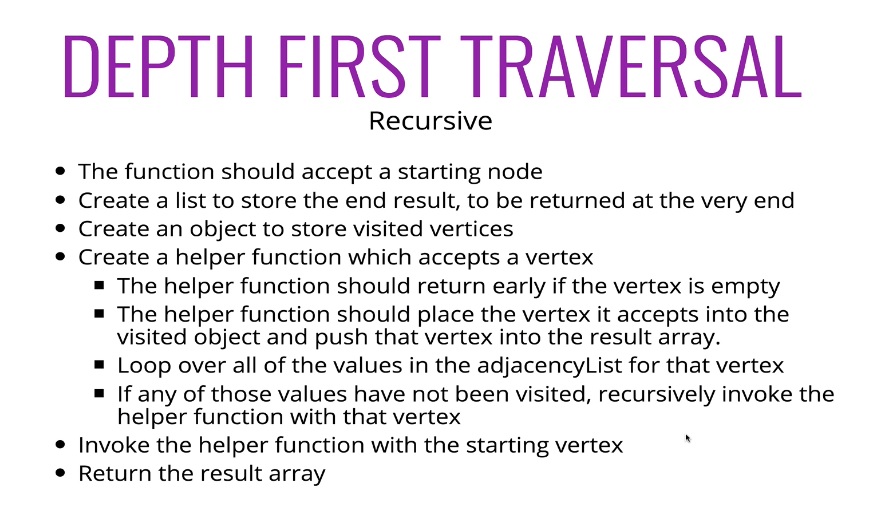 DEPTH FIRST TRAVERSAL
Recursive
• The function should accept a starting node
• Create a list to store the end result, to be returned at the very end
• Create an object to store visited vertices
• Create a helper function which accepts a vertex
▪ The helper function should return early if the vertex is empty
▪ The helper function should place the vertex it accepts into the
visited object and push that vertex into the result array.
▪ Loop over all of the values in the adjacencyList for that vertex
▪ If any of those values have not been visited, recursively invoke the
helper function with that vertex
• Invoke the helper function with the starting vertex
• Return the result array